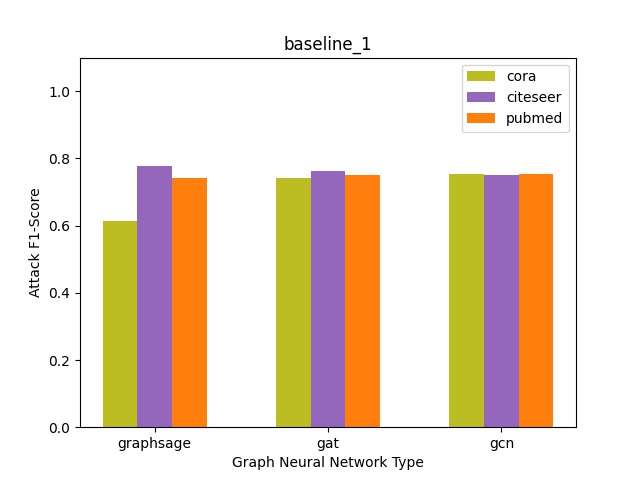 baseline_1
cora
citeseer
pubmed
1.0
0.8
0.6
0.4
0.2
0.0
Attack F1-Score
graphsage gat gcn
Graph Neural Network Type